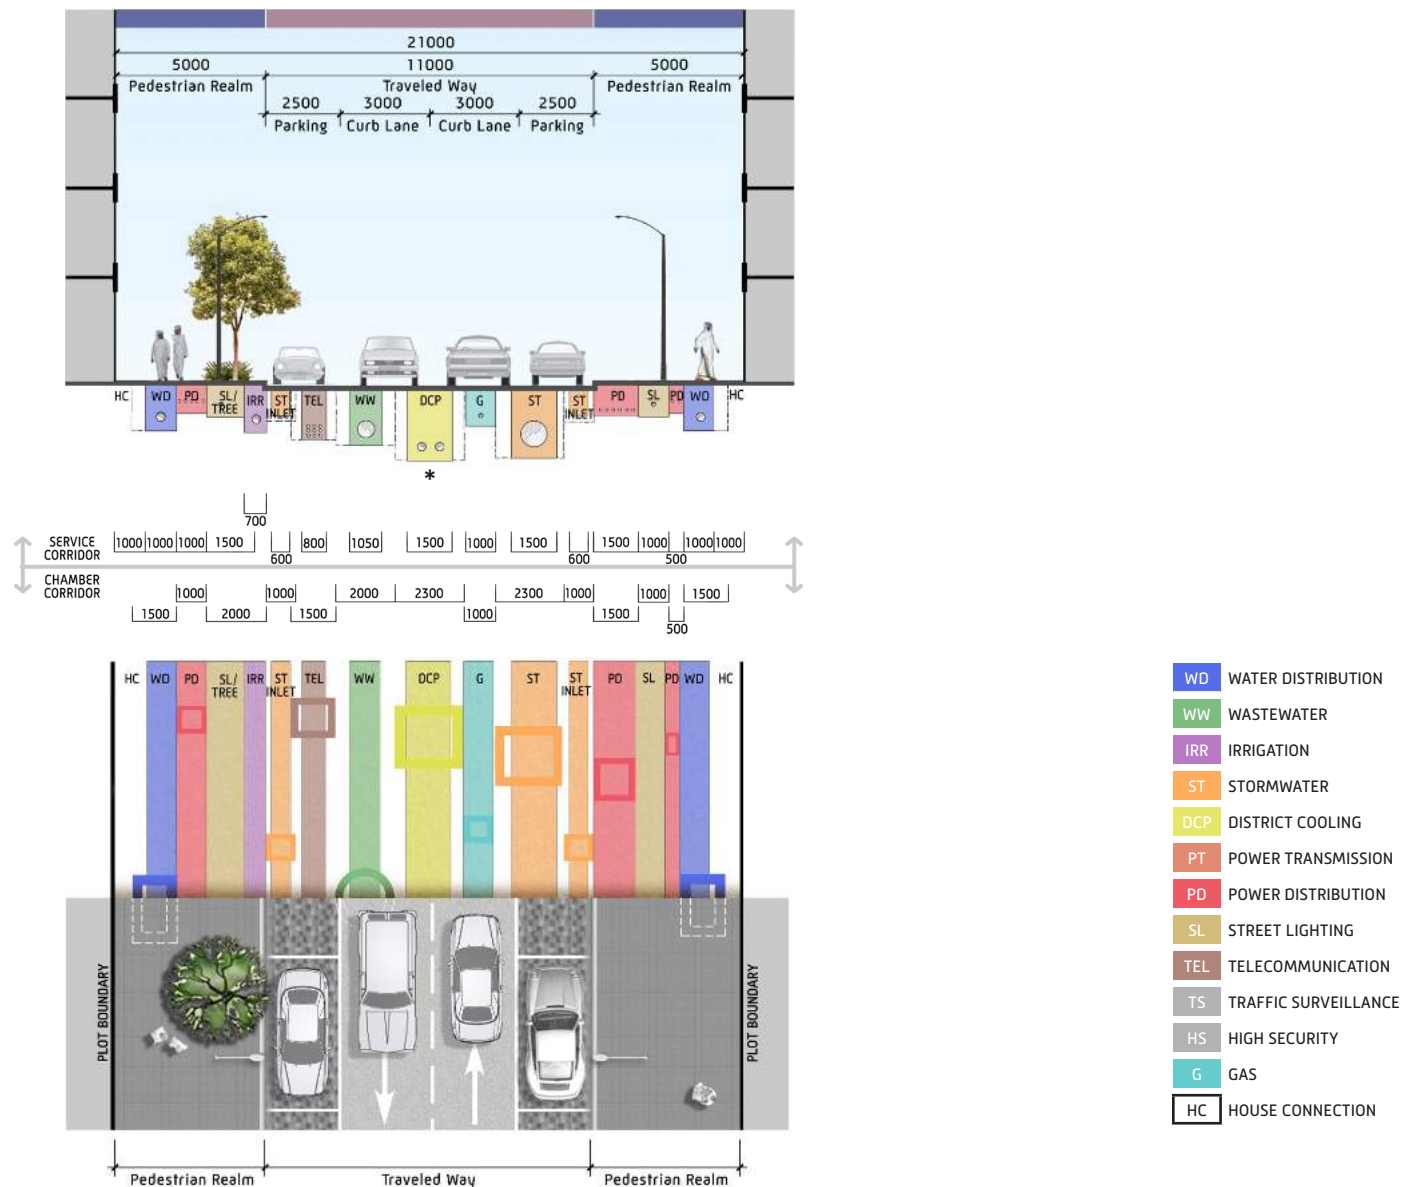 21000
5000 11000 5000
Pedestrian Realm Traveled Way Pedestrian Realm
2500 3000 3000 2500
Parking Curb Lane Curb Lane Parking
HC WD PD SL/ TREE IRR ST INLET TEL WW DCP G ST ST INLET PD SL PD WD HC
*
700
SERVICE CORRIDOR 1000 1000 1000 1500 800 1050 1500 1000 1500 1500 1000 1000 1000
600 600 500
CHAMBER CORRIDOR
1000 1000 2000 2300 2300 1000 1000 1500
1500 2000 1500 1000 1500
500
HC WD PD SL/ TREE IRR ST INLET TEL WW DCP G ST ST INLET PD SL PD WD HC
PLOT BOUNDARY
PLOT BOUNDARY
Pedestrian Realm Traveled Way Pedestrian Realm
WD WATER DISTRIBUTION
WW WASTEWATER
IRR IRRIGATION
ST STORMWATER
DCP DISTRICT COOLING
PT POWER TRANSMISSION
PD POWER DISTRIBUTION
SL STREET LIGHTING
TEL TELECOMMUNICATION
TS TRAFFIC SURVEILLANCE
HS HIGH SECURITY
G GAS
HC HOUSE CONNECTION